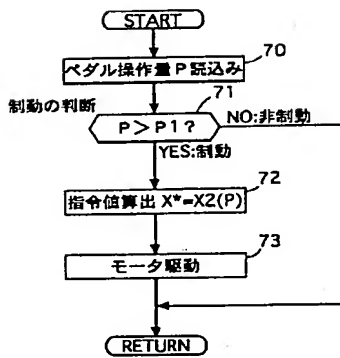 START
70
ペダル操作量P読込み
71
制動の判断
P>P1?
NO:非制動
YES:制動
72
指令値算出 X*=X2(P)
73
モータ駆動
RETURN